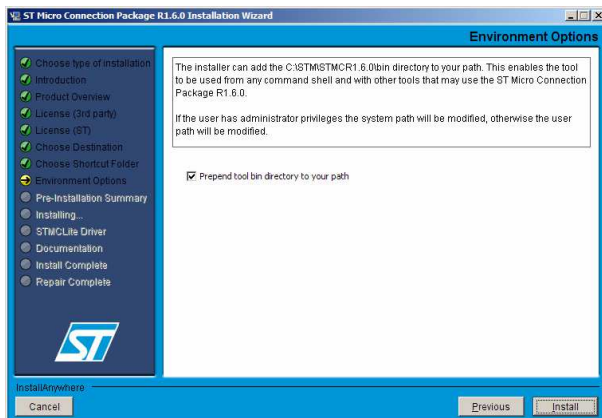 ST Micro Connection Package R1.6.0 Installation Wizard
Environment Options
Choose type of installation
Introduction
Product Overview
License (3rd party)
License (ST)
Choose Destination
Choose Shortcut Folder
Environment Options
Pre-Installation Summary
Installing...
STMCLite Driver
Documentation
Install Complete
Repair Complete
The installer can add the C:\STM\STMCR1.6.0\bin directory to your path. This enables the tool
to be used from any command shell and with other tools that may use the ST Micro Connection
Package R1.6.0.
If the user has administrator privileges the system path will be modified, otherwise the user
path will be modified.
Prepend tool bin directory to your path
ST
InstallAnywhere
Cancel
Previous
Install